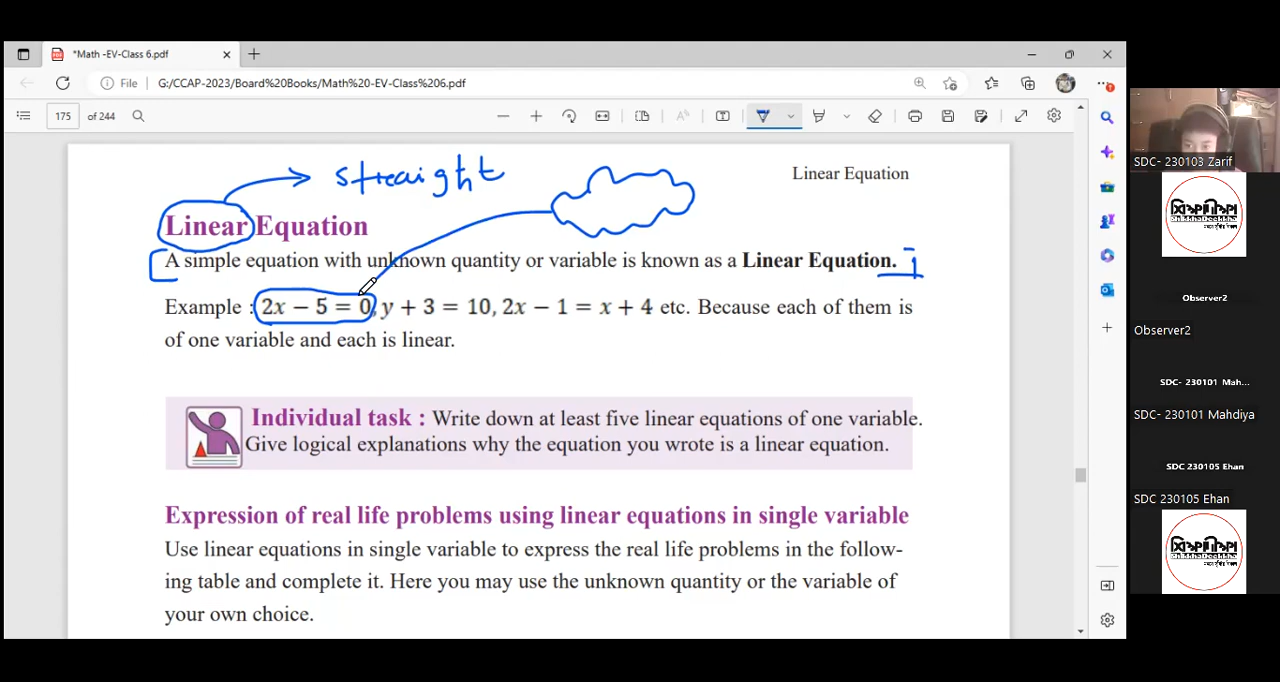 *Math -EV-Class 6.pdf
File G:/CCAP-2023/Board%20Books/Math%20-EV-Class%206.pdf
175 of 244
straight
Linear Equation
Linear Equation
A simple equation with unknown quantity or variable is known as a Linear Equation.
Example : 2x − 5 = 0, y + 3 = 10, 2x − 1 = x + 4 etc. Because each of them is
of one variable and each is linear.
Individual task : Write down at least five linear equations of one variable.
Give logical explanations why the equation you wrote is a linear equation.
Expression of real life problems using linear equations in single variable
Use linear equations in single variable to express the real life problems in the follow-
ing table and complete it. Here you may use the unknown quantity or the variable of
your own choice.
SDC- 230103 Zarif
Observer2
Observer2
SDC- 230101 Mah...
SDC- 230101 Mahdiya
SDC 230105 Ehan
SDC 230105 Ehan